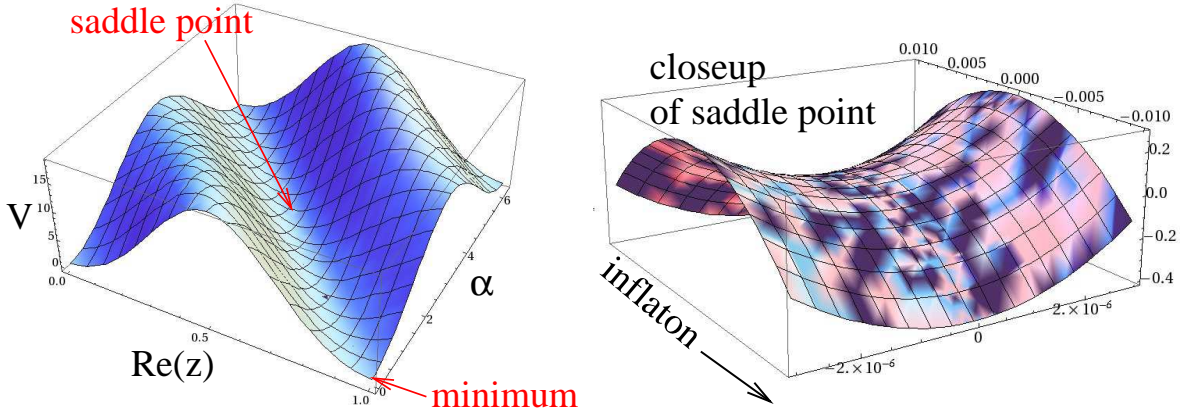 saddle point
V
15
10
5
0
0.0
0.5
1.0
Re(z)
0
2
4
6
α
minimum
closeup
of saddle point
0.010
0.005
0.000
−0.005
−0.010
0.2
0.0
−0.2
−0.4
−2.×10⁻⁶
0
2.×10⁻⁶
inflaton